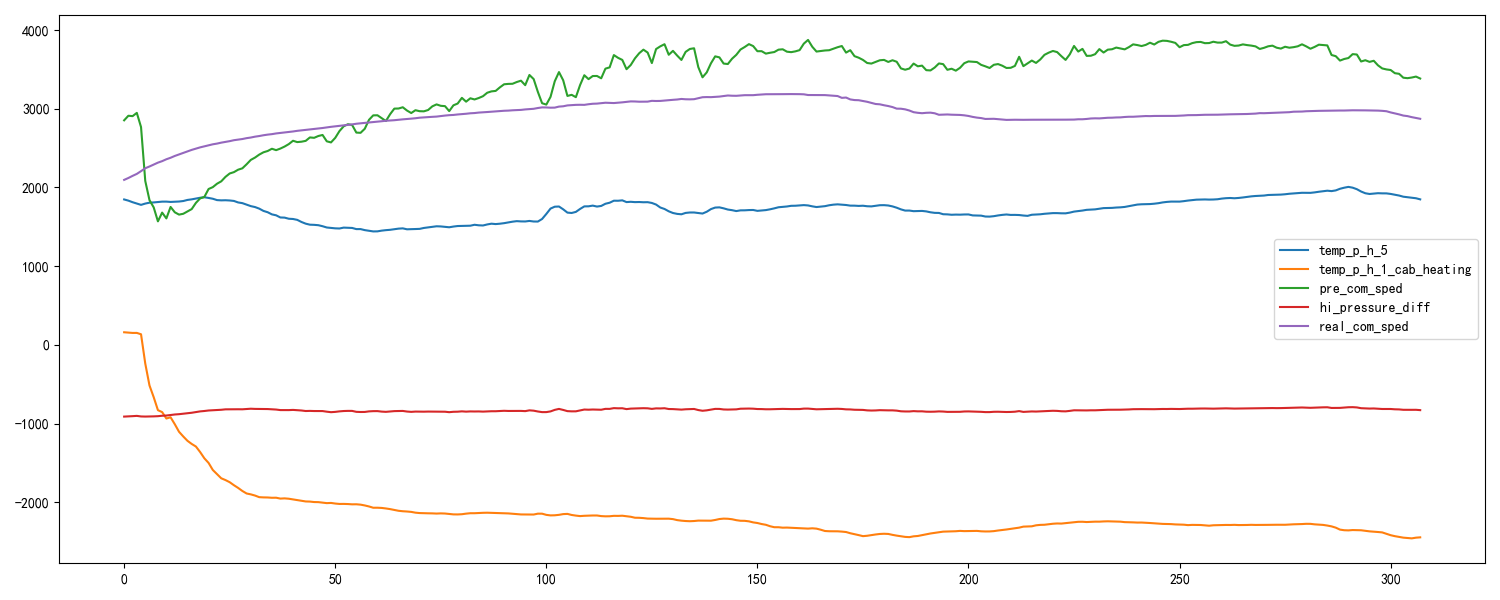 4000
3000
2000
1000
0
−1000
−2000
0
50
100
150
200
250
300
temp_p_h_5
temp_p_h_1_cab_heating
pre_com_sped
hi_pressure_diff
real_com_sped